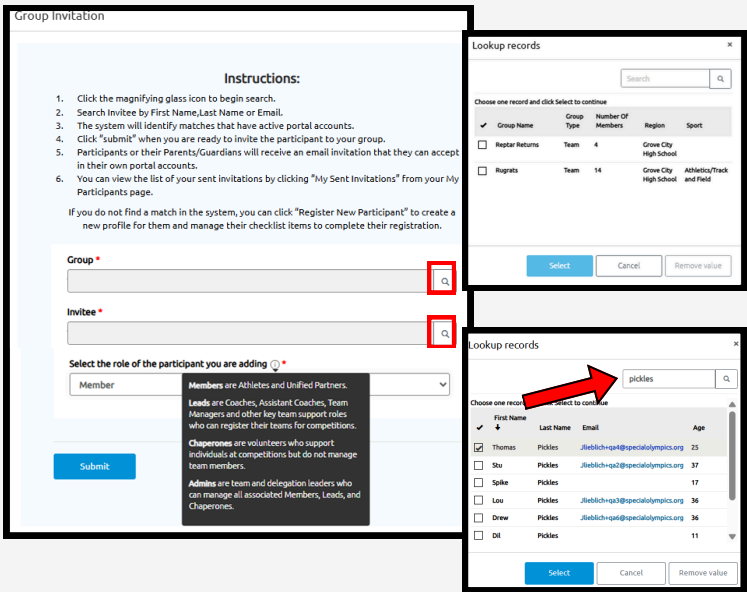 Group Invitation
Instructions:
1. Click the magnifying glass icon to begin search.
2. Search Invitee by First Name,Last Name or Email.
3. The system will identify matches that have active portal accounts.
4. Click "submit" when you are ready to invite the participant to your group.
5. Participants or their Parents/Guardians will receive an email invitation that they can accept
in their own portal accounts.
6. You can view the list of your sent invitations by clicking "My Sent Invitations" from your My
Participants page.
If you do not find a match in the system, you can click "Register New Participant" to create a
new profile for them and manage their checklist items to complete their registration.
Group *
Invitee *
Select the role of the participant you are adding *
Member
Members are Athletes and Unified Partners.
Leads are Coaches, Assistant Coaches, Team
Managers and other key team support roles
who can register their teams for competitions.
Chaperones are volunteers who support
individuals at competitions but do not manage
team members.
Admins are team and delegation leaders who
can manage all associated Members, Leads, and
Chaperones.
Submit
Lookup records ×
Search
Choose one record and click Select to continue
Group Name Group Type Number Of Members Region Sport
Reptar Returns Team 4 Grove City High School
Rugrats Team 14 Grove City High School Athletics/Track and Field
Select Cancel Remove value
Lookup records ×
pickles
Choose one record click Select to continue
First Name Last Name Email Age
Thomas Pickles Jlieblich+qa4@specialolympics.org 25
Stu Pickles Jlieblich+qa2@specialolympics.org 37
Spike Pickles 17
Lou Pickles Jlieblich+qa3@specialolympics.org 36
Drew Pickles Jlieblich+qa6@specialolympics.org 36
Dil Pickles 11
Select Cancel Remove value